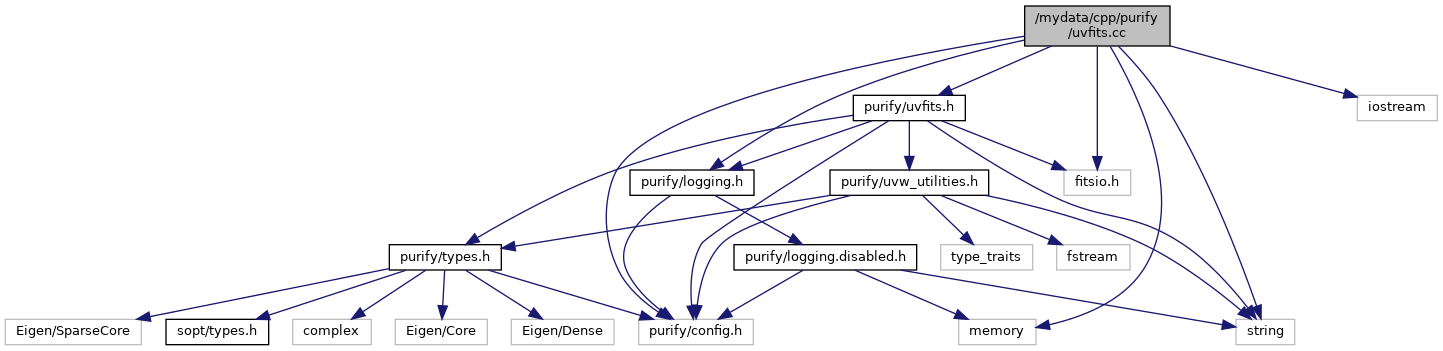 /mydata/cpp/purify
/uvfits.cc
purify/uvfits.h
iostream
purify/logging.h
purify/uvw_utilities.h
fitsio.h
purify/types.h
purify/logging.disabled.h
type_traits
fstream
Eigen/SparseCore
sopt/types.h
complex
Eigen/Core
Eigen/Dense
purify/config.h
memory
string